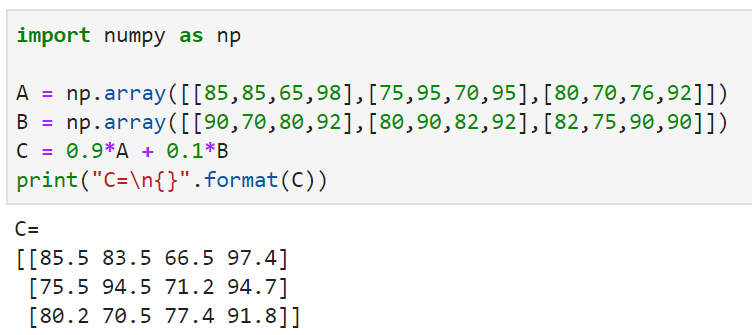 import numpy as np
A = np.array([[85,85,65,98],[75,95,70,95],[80,70,76,92]])
B = np.array([[90,70,80,92],[80,90,82,92],[82,75,90,90]])
C = 0.9*A + 0.1*B
print("C=\n{}".format(C))
C=
[[85.5 83.5 66.5 97.4]
 [75.5 94.5 71.2 94.7]
 [80.2 70.5 77.4 91.8]]